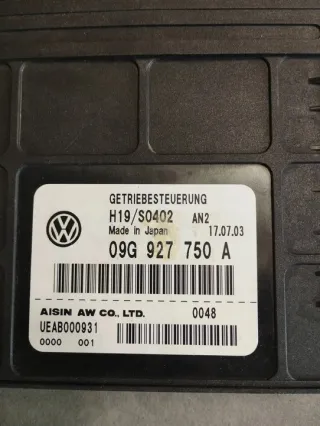 GETRIEBESTEUERUNG
H19/S0402 AN2
Made in Japan 17.07.03
09G 927 750 A
AISIN AW CO., LTD. 0048
UEAB000931
0000 001